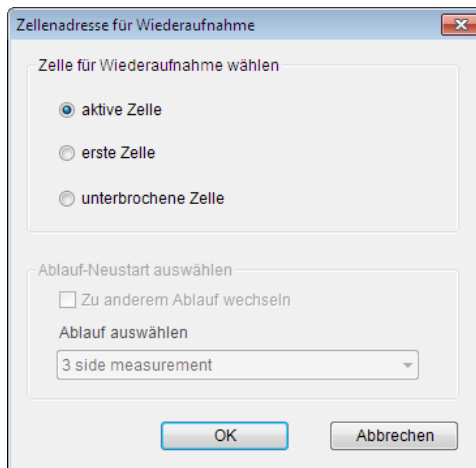 Zellenadresse für Wiederaufnahme
Zelle für Wiederaufnahme wählen
aktive Zelle
erste Zelle
unterbrochene Zelle
Ablauf-Neustart auswählen
Zu anderem Ablauf wechseln
Ablauf auswählen
3 side measurement
OK Abbrechen